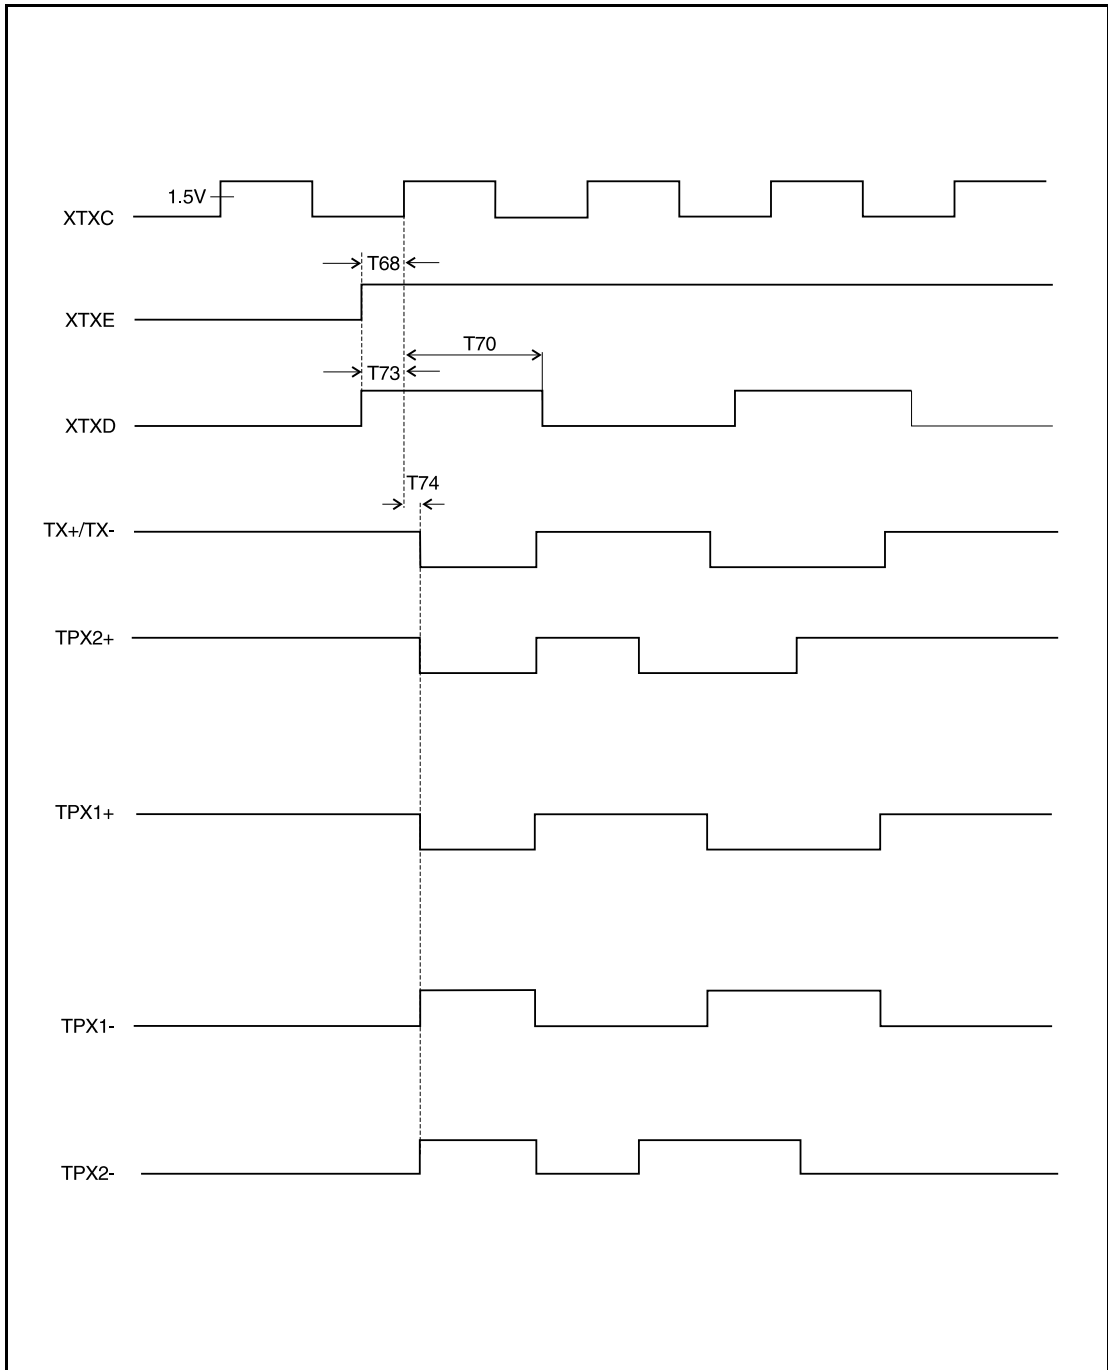 1.5V
XTXC
T68
XTXE
T70
T73
XTXD
T74
TX+/TX-
TPX2+
TPX1+
TPX1-
TPX2-